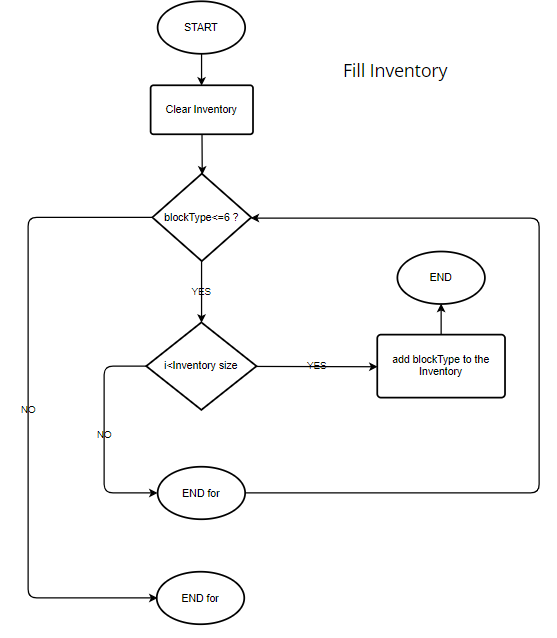 START
Fill Inventory
Clear Inventory
blockType<=6 ?
YES
END
i<Inventory size
YES
add blockType to the
Inventory
NO
NO
END for
END for